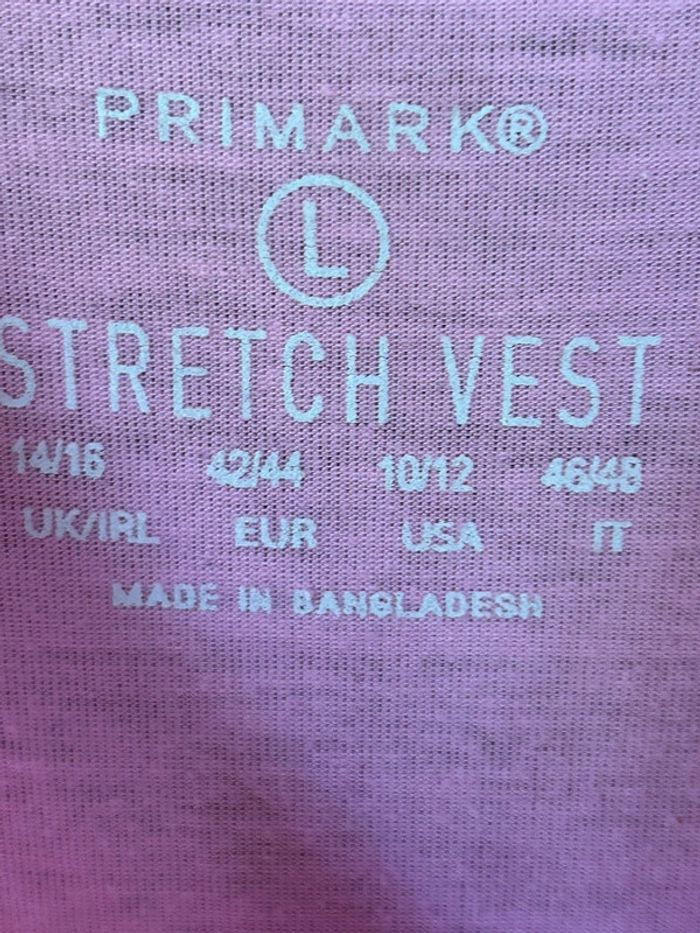 PRIMARK®
L
STRETCH VEST
14/16 42/44 10/12 46/48
UK/IRL EUR USA IT
MADE IN BANGLADESH